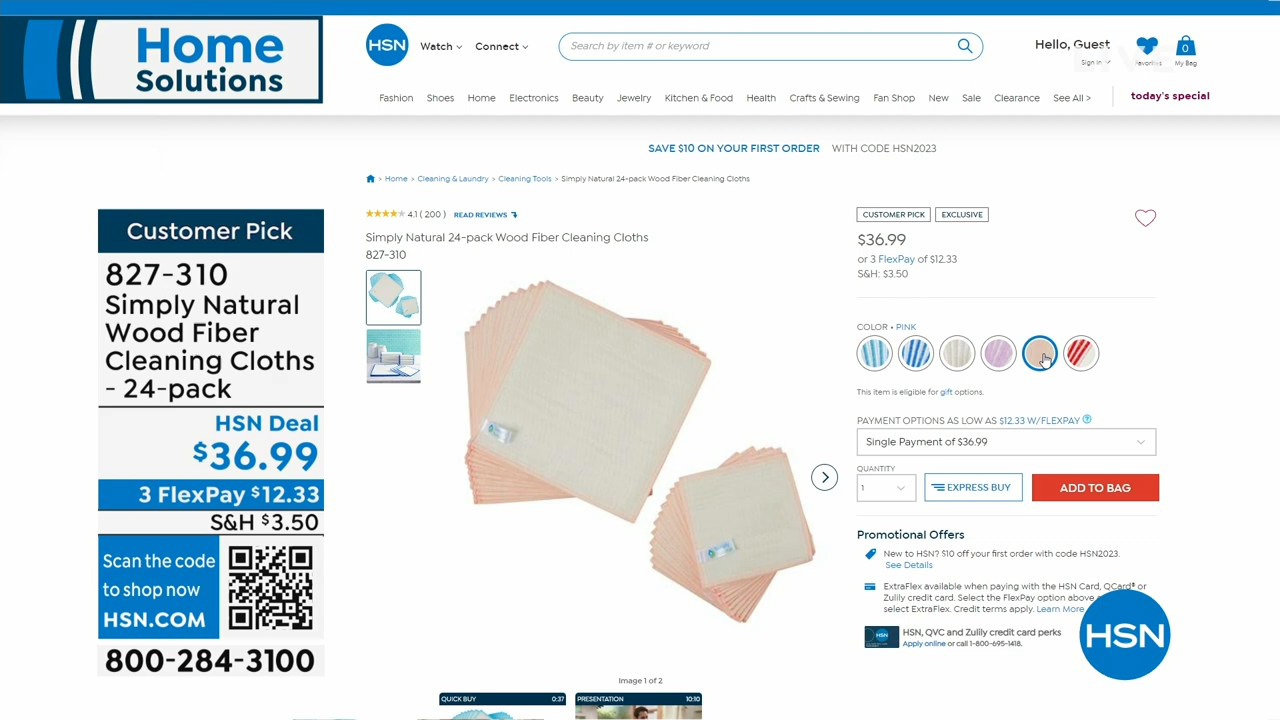 Home
Solutions
HSN
Watch
Connect
Search by item # or keyword
Hello, Guest
Sign In
Favorites
0
My Bag
Fashion Shoes Home Electronics Beauty Jewelry Kitchen & Food Health Crafts & Sewing Fan Shop New Sale Clearance See All >
today's special
SAVE $10 ON YOUR FIRST ORDER WITH CODE HSN2023
> Home > Cleaning & Laundry > Cleaning Tools > Simply Natural 24-pack Wood Fiber Cleaning Cloths
Customer Pick
827-310
Simply Natural
Wood Fiber
Cleaning Cloths
- 24-pack
HSN Deal
$36.99
3 FlexPay $12.33
S&H $3.50
Scan the code
to shop now
HSN.COM
800-284-3100
4.1 ( 200 ) READ REVIEWS
Simply Natural 24-pack Wood Fiber Cleaning Cloths
827-310
Image 1 of 2
QUICK BUY 0:37
PRESENTATION 10:10
CUSTOMER PICK EXCLUSIVE
$36.99
or 3 FlexPay of $12.33
S&H: $3.50
COLOR • PINK
This item is eligible for gift options.
PAYMENT OPTIONS AS LOW AS $12.33 W/FLEXPAY ?
Single Payment of $36.99
QUANTITY
1
EXPRESS BUY
ADD TO BAG
Promotional Offers
New to HSN? $10 off your first order with code HSN2023.
See Details
ExtraFlex available when paying with the HSN Card, QCard® or
Zulily credit card. Select the FlexPay option above
select ExtraFlex. Credit terms apply. Learn More
HSN
HSN, QVC and Zulily credit card perks
Apply online or call 1-800-695-1418.
HSN